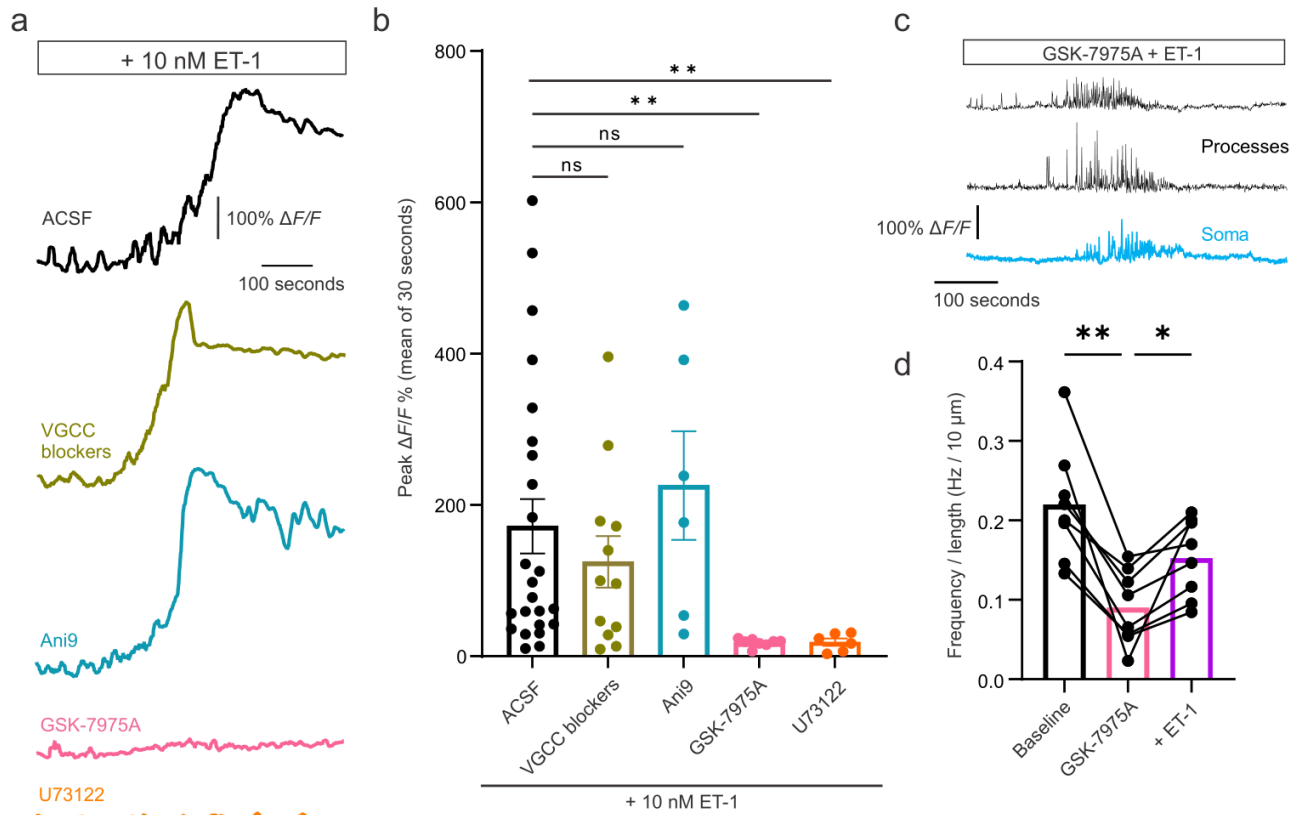 a
+ 10 nM ET-1
ACSF
100% ΔF/F
100 seconds
VGCC
blockers
Ani9
GSK-7975A
U73122
b
Peak ΔF/F % (mean of 30 seconds)
800
600
400
200
0
**
**
ns
ns
ACSF
VGCC blockers
Ani9
GSK-7975A
U73122
+ 10 nM ET-1
c
GSK-7975A + ET-1
Processes
100% ΔF/F
Soma
100 seconds
d
**
*
Frequency / length (Hz / 10 µm)
0.4
0.3
0.2
0.1
0.0
Baseline
GSK-7975A
+ ET-1